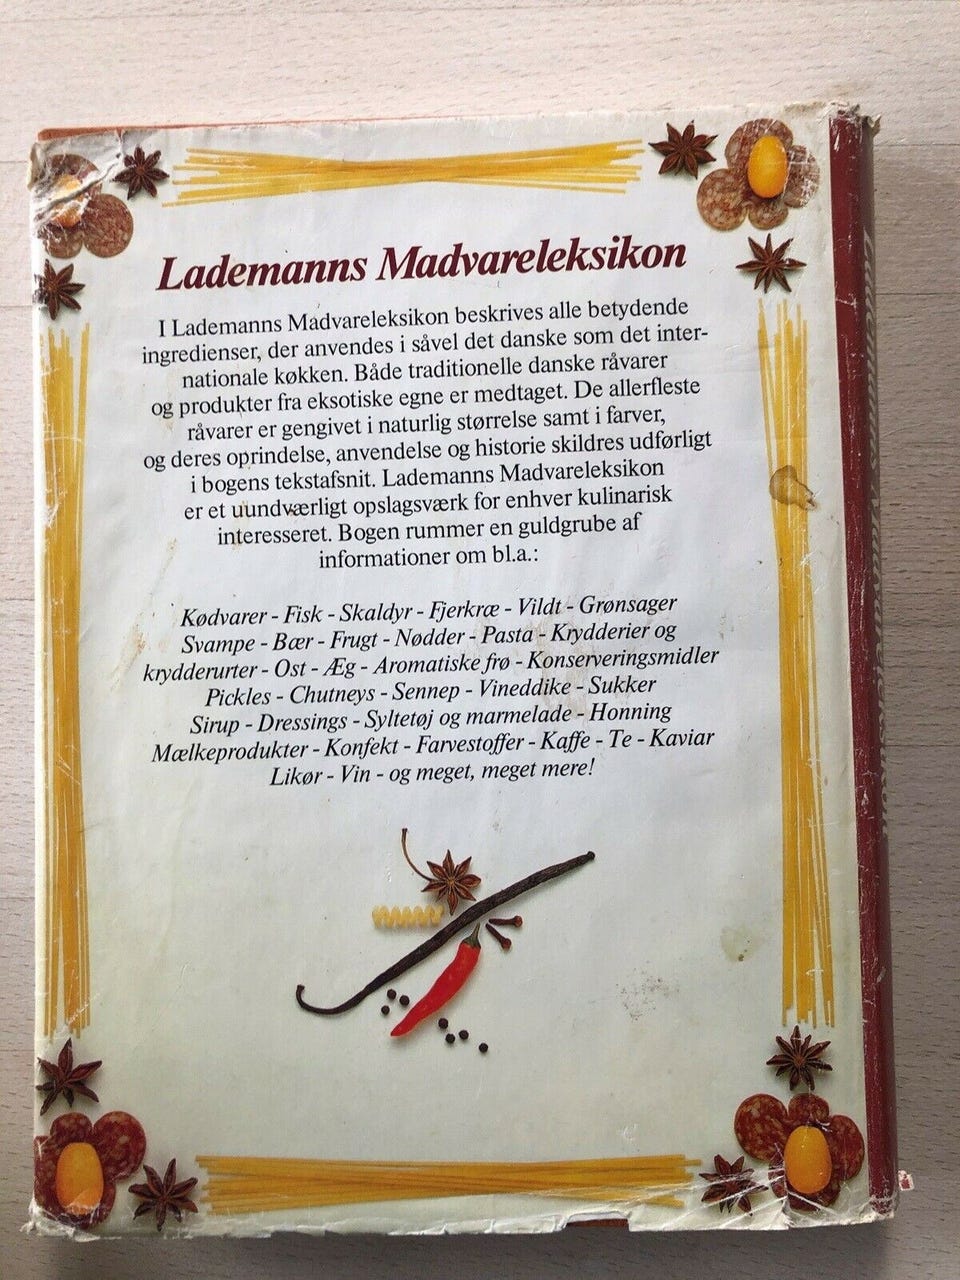 Lademanns Madvareleksikon
I Lademanns Madvareleksikon beskrives alle betydende
ingredienser, der anvendes i såvel det danske som det inter-
nationale køkken. Både traditionelle danske råvarer
og produkter fra eksotiske egne er medtaget. De allerfleste
råvarer er gengivet i naturlig størrelse samt i farver,
og deres oprindelse, anvendelse og historie skildres udførligt
i bogens tekstafsnit. Lademanns Madvareleksikon
er et uundværligt opslagsværk for enhver kulinarisk
interesseret. Bogen rummer en guldgrube af
informationer om bl.a.:
Kødvarer - Fisk - Skaldyr - Fjerkræ - Vildt - Grønsager
Svampe - Bær - Frugt - Nødder - Pasta - Krydderier og
krydderurter - Ost - Æg - Aromatiske frø - Konserveringsmidler
Pickles - Chutneys - Sennep - Vineddike - Sukker
Sirup - Dressings - Syltetøj og marmelade - Honning
Mælkeprodukter - Konfekt - Farvestoffer - Kaffe - Te - Kaviar
Likør - Vin - og meget, meget mere!
Lademanns Madvareleksikon